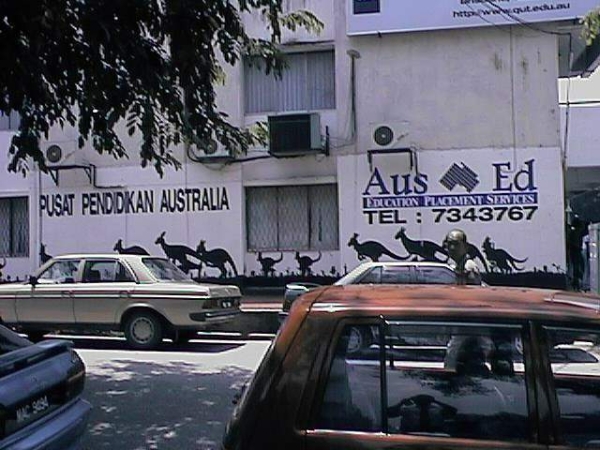 http://www.qut.edu.au
PUSAT PENDIDIKAN AUSTRALIA
Aus Ed
EDUCATION PLACEMENT SERVICES
TEL : 7343767